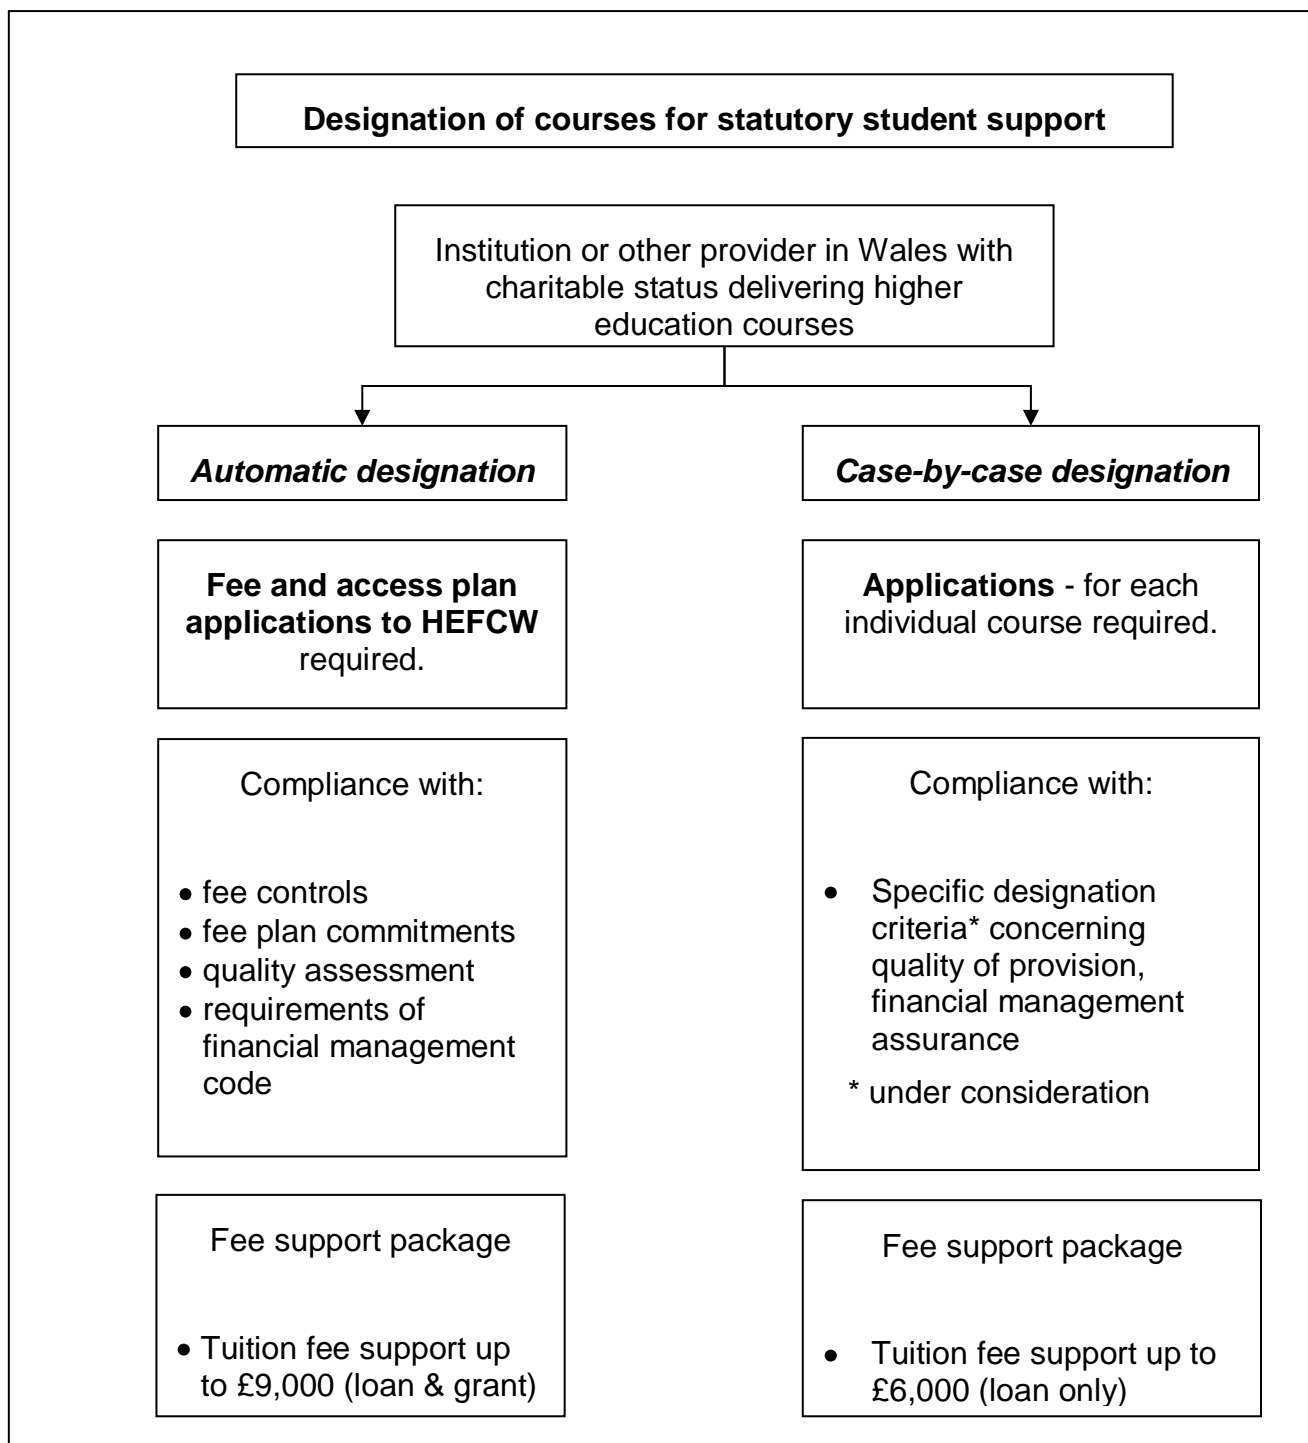 Designation of courses for statutory student support
Institution or other provider in Wales with
charitable status delivering higher
education courses
Automatic designation
Fee and access plan
applications to HEFCW
required.
Compliance with:
• fee controls
• fee plan commitments
• quality assessment
• requirements of
financial management
code
Fee support package
• Tuition fee support up
to £9,000 (loan & grant)
Case-by-case designation
Applications - for each
individual course required.
Compliance with:
• Specific designation
criteria* concerning
quality of provision,
financial management
assurance
* under consideration
Fee support package
• Tuition fee support up to
£6,000 (loan only)